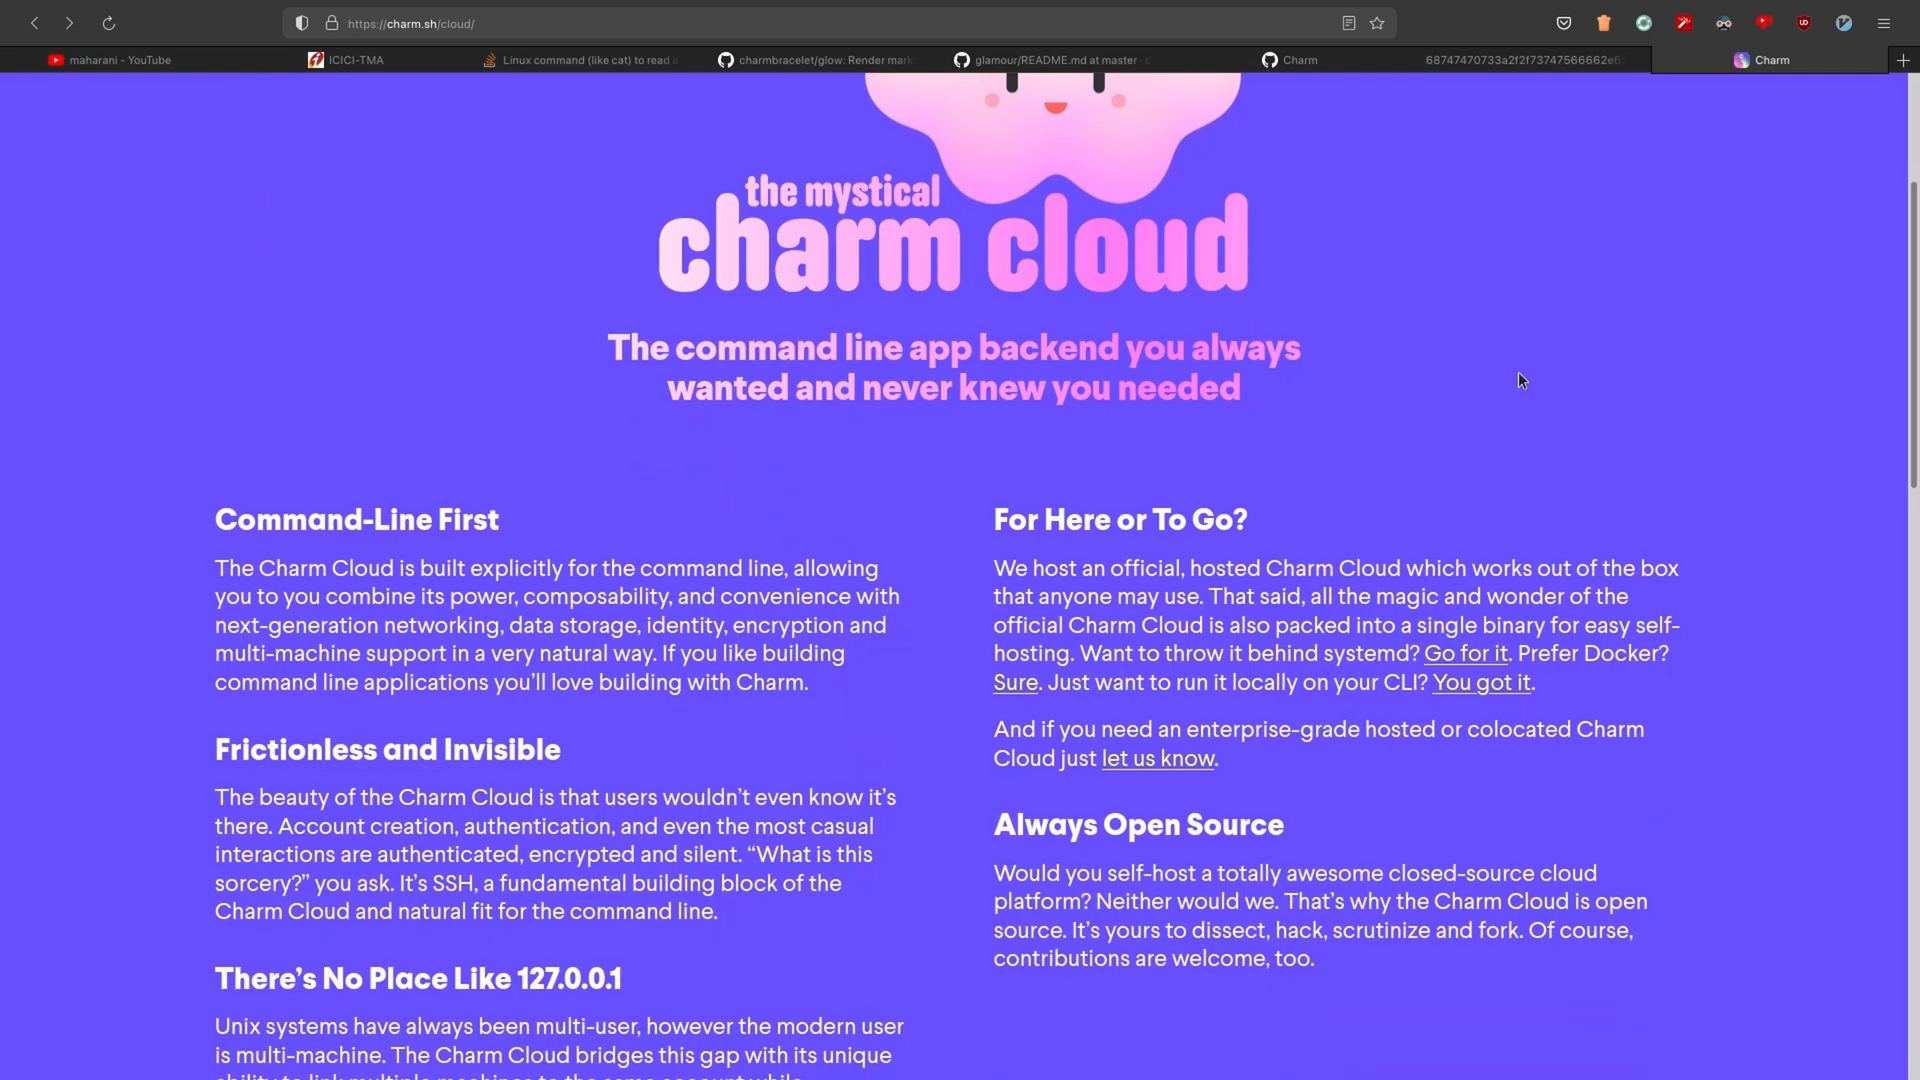 https://charm.sh/cloud/
maharani - YouTube
ICICI-TMA
Linux command (like cat) to read a
charmbracelet/glow: Render mark
glamour/README.md at master · c
Charm
68747470733a2f2f73747566662e6
Charm
the mystical
charm cloud
The command line app backend you always
wanted and never knew you needed
Command-Line First
The Charm Cloud is built explicitly for the command line, allowing
you to you combine its power, composability, and convenience with
next-generation networking, data storage, identity, encryption and
multi-machine support in a very natural way. If you like building
command line applications you’ll love building with Charm.
Frictionless and Invisible
The beauty of the Charm Cloud is that users wouldn’t even know it’s
there. Account creation, authentication, and even the most casual
interactions are authenticated, encrypted and silent. “What is this
sorcery?” you ask. It’s SSH, a fundamental building block of the
Charm Cloud and natural fit for the command line.
There’s No Place Like 127.0.0.1
Unix systems have always been multi-user, however the modern user
is multi-machine. The Charm Cloud bridges this gap with its unique
ability to link multiple machines to the same account while
For Here or To Go?
We host an official, hosted Charm Cloud which works out of the box
that anyone may use. That said, all the magic and wonder of the
official Charm Cloud is also packed into a single binary for easy self-
hosting. Want to throw it behind systemd? Go for it. Prefer Docker?
Sure. Just want to run it locally on your CLI? You got it.
And if you need an enterprise-grade hosted or colocated Charm
Cloud just let us know.
Always Open Source
Would you self-host a totally awesome closed-source cloud
platform? Neither would we. That’s why the Charm Cloud is open
source. It’s yours to dissect, hack, scrutinize and fork. Of course,
contributions are welcome, too.